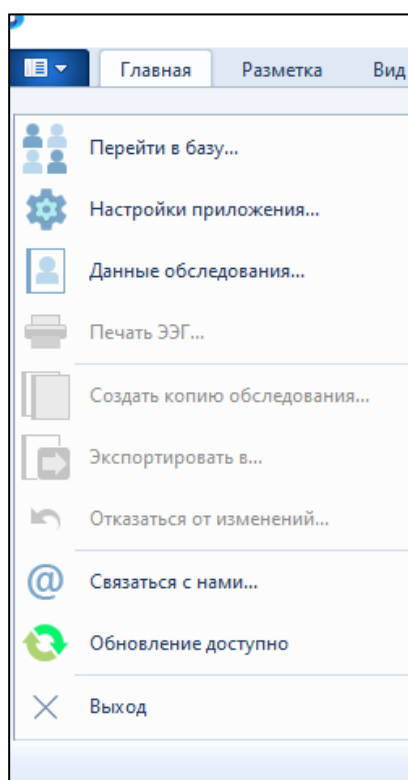 Главная Разметка Вид
Перейти в базу...
Настройки приложения...
Данные обследования...
Печать ЭЭГ...
Создать копию обследования...
Экспортировать в...
Отказаться от изменений...
Связаться с нами...
Обновление доступно
Выход